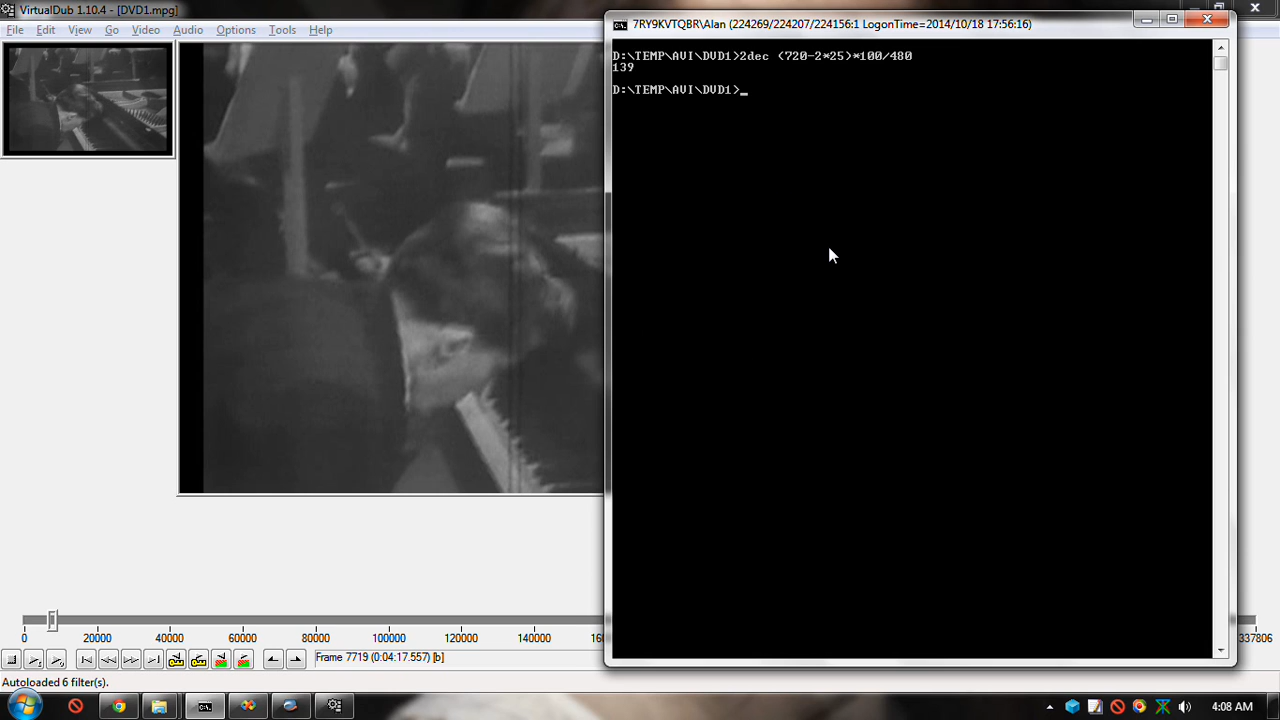 VirtualDub 1.10.4 - [DVD1.mpg]
File Edit View Go Video Audio Options Tools Help
7RY9KVTQBR\Alan (224269/224207/224156:1 LogonTime=2014/10/18 17:56:16)
D:\TEMP\AVI\DVD1>2dec (720-2*25)*100/480
139
D:\TEMP\AVI\DVD1>_
0 20000 40000 60000 80000 100000 120000 140000 337806
Frame 7719 (0:04:17.557) [b]
Autoloaded 6 filter(s).
4:08 AM